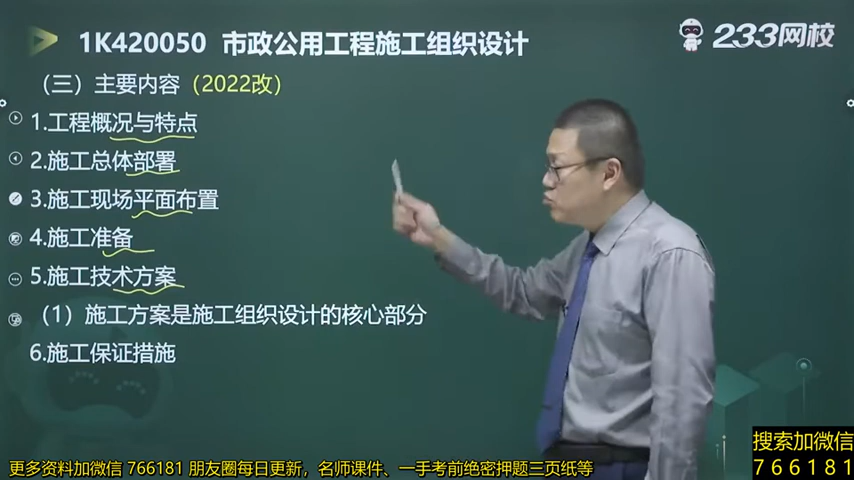 1K420050 市政公用工程施工组织设计
233网校
（三）主要内容（2022改）
1.工程概况与特点
2.施工总体部署
3.施工现场平面布置
4.施工准备
5.施工技术方案
（1）施工方案是施工组织设计的核心部分
6.施工保证措施
搜索加微信
766181
更多资料加微信 766181 朋友圈每日更新，名师课件、一手考前绝密押题三页纸等